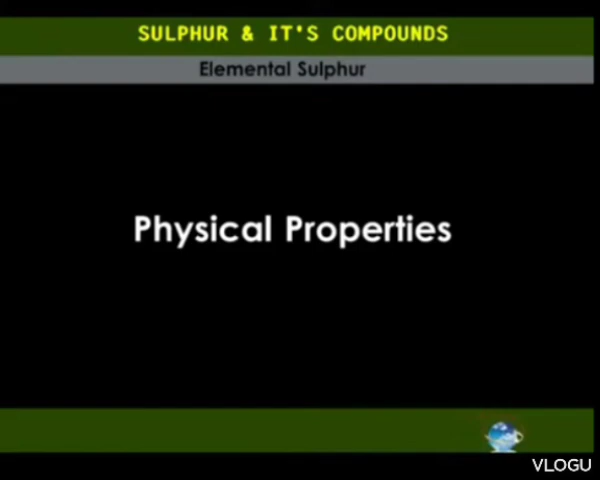 SULPHUR & IT'S COMPOUNDS
Elemental Sulphur
Physical Properties
VLOGU